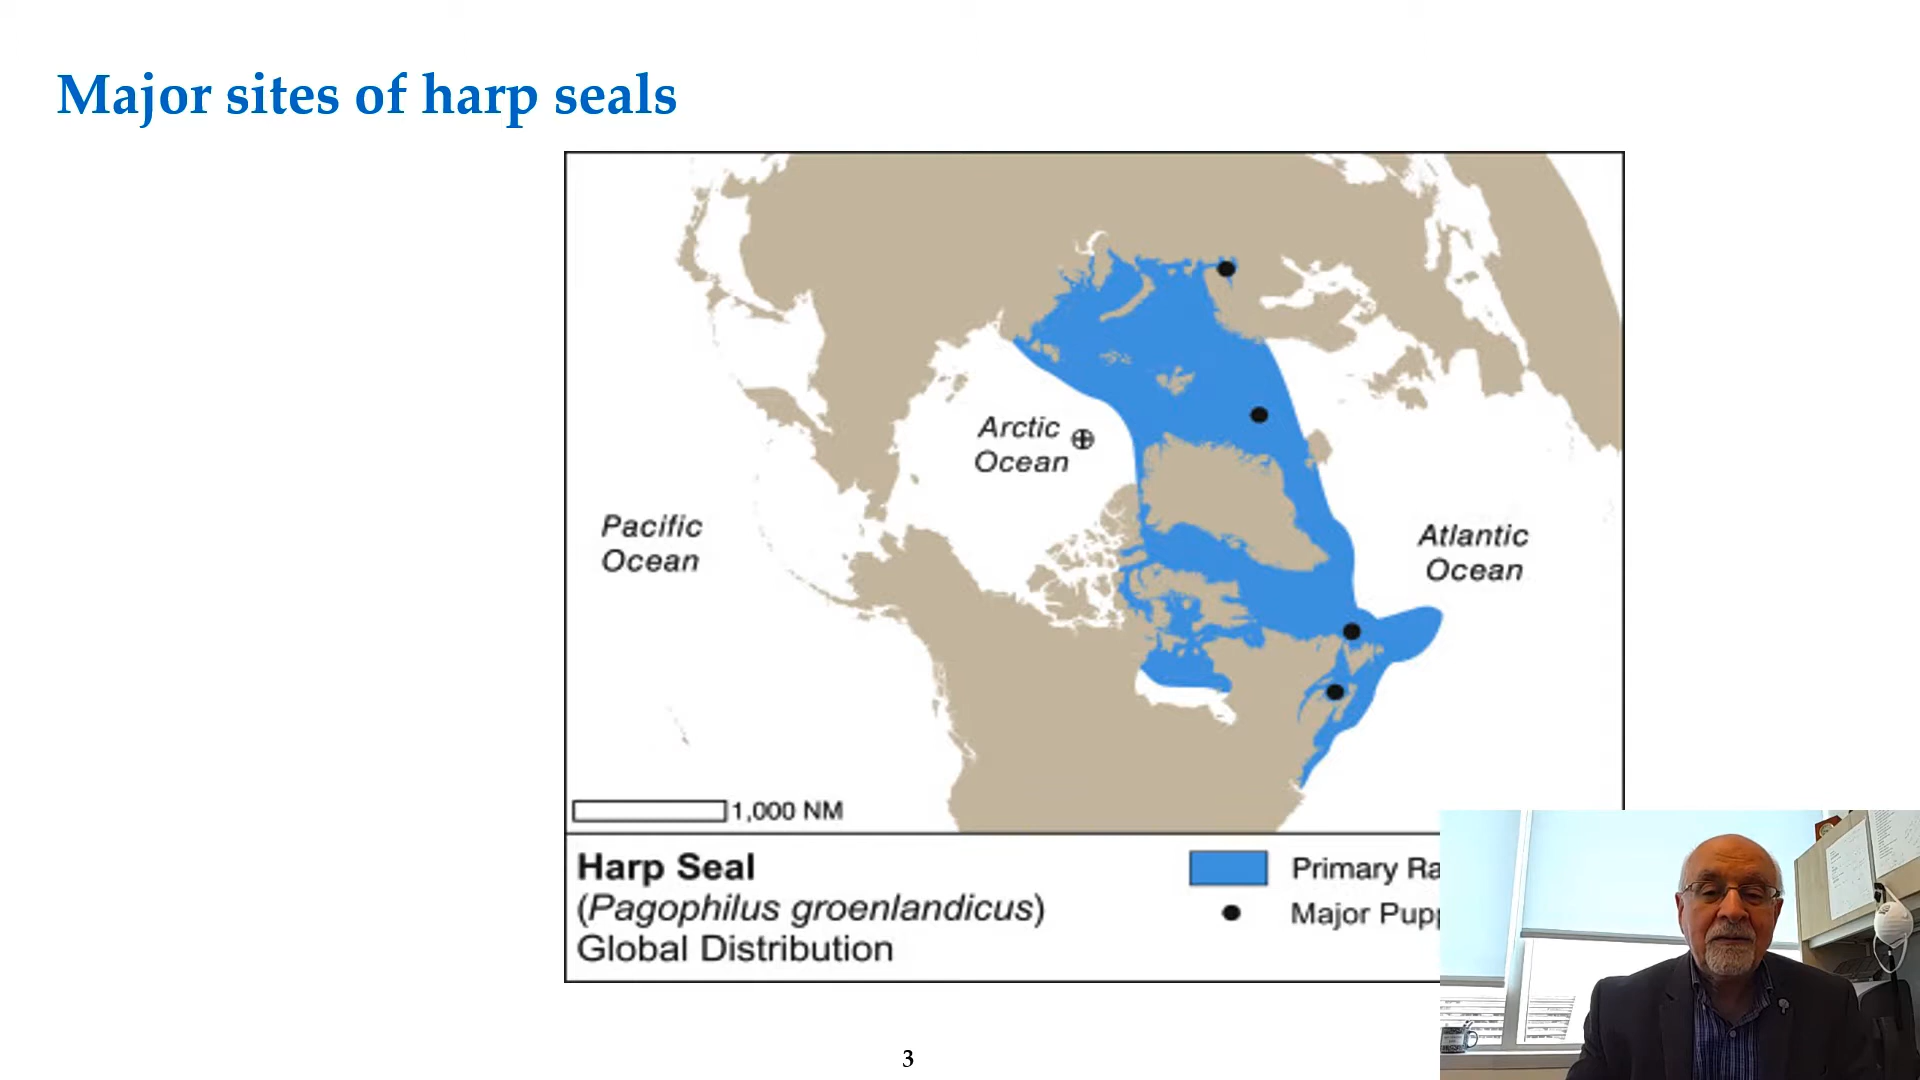 Major sites of harp seals
Arctic
Ocean
Pacific
Ocean
Atlantic
Ocean
1,000 NM
Harp Seal
(Pagophilus groenlandicus)
Global Distribution
Primary Ra
Major Pup
3